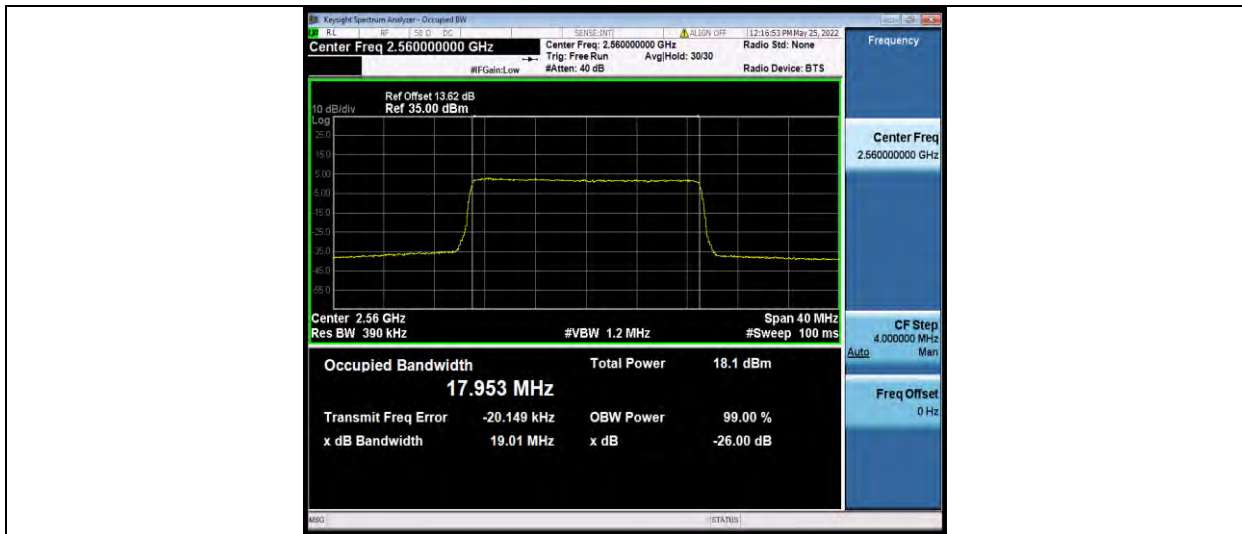 Keysight Spectrum Analyzer - Occupied BW
RL RF 50 Ω DC SENSE:INT ALIGN OFF 12:16:53 PM May 25, 2022
Center Freq 2.560000000 GHz
Center Freq: 2.560000000 GHz
Radio Std: None
Trig: Free Run Avg|Hold: 30/30
#IFGain:Low
#Atten: 40 dB
Radio Device: BTS
Frequency
Ref Offset 13.62 dB
10 dB/div Ref 35.00 dBm
Log
25.0
15.0
5.00
-5.00
-15.0
-25.0
-35.0
-45.0
-55.0
Center 2.56 GHz
Span 40 MHz
Res BW 390 kHz
#VBW 1.2 MHz
#Sweep 100 ms
Center Freq
2.560000000 GHz
CF Step
4.000000 MHz
Auto Man
Freq Offset
0 Hz
Occupied Bandwidth
17.953 MHz
Total Power 18.1 dBm
Transmit Freq Error -20.149 kHz
OBW Power 99.00 %
x dB Bandwidth 19.01 MHz
x dB -26.00 dB
MSG
STATUS